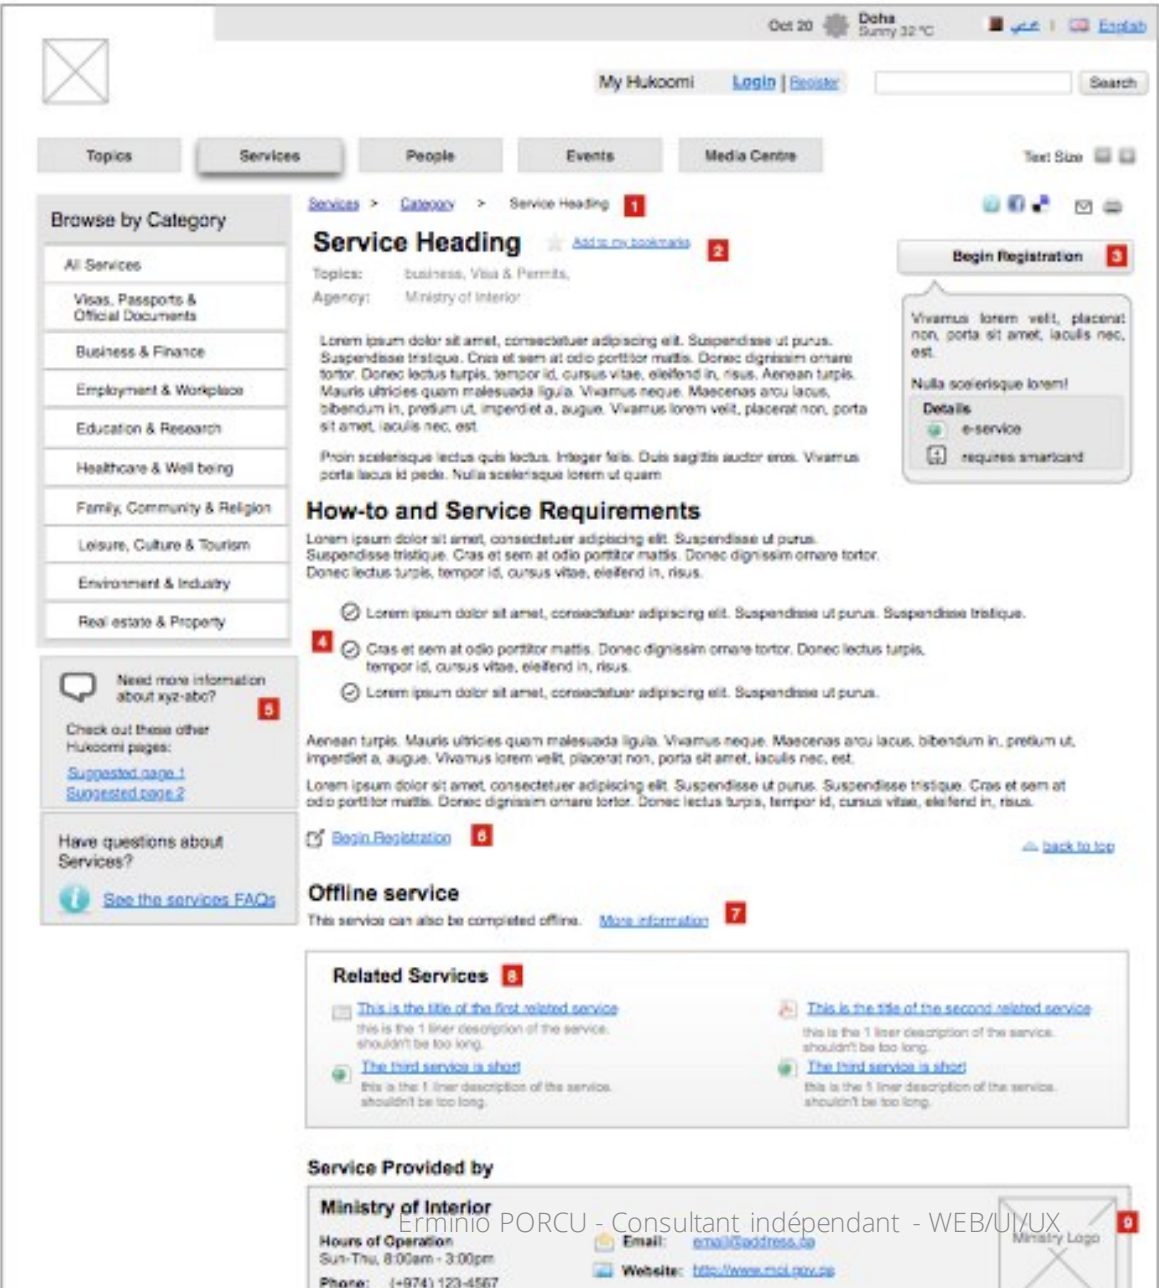 Oct 20
Doha
Sunny 32 ºC
عربي | English
My Hukoomi Login | Register
Search
Topics Services People Events Media Centre
Text Size
Browse by Category
All Services
Visas, Passports &
Official Documents
Business & Finance
Employment & Workplace
Education & Research
Healthcare & Well being
Family, Community & Religion
Leisure, Culture & Tourism
Environment & Industry
Real estate & Property
Need more information
about xyz-abc?
5
Check out these other
Hukoomi pages:
Suggested page 1
Suggested page 2
Have questions about
Services?
See the services FAQs
Services > Category > Service Heading 1
Service Heading Add to my bookmarks 2
Topics: business, Visa & Permits,
Agency: Ministry of Interior
Lorem ipsum dolor sit amet, consectetuer adipiscing elit. Suspendisse ut purus.
Suspendisse tristique. Cras et sem at odio porttitor mattis. Donec dignissim ornare
tortor. Donec lectus turpis, tempor id, cursus vitae, eleifend in, risus. Aenean turpis.
Mauris ultricies quam malesuada ligula. Vivamus neque. Maecenas arcu lacus,
bibendum in, pretium ut, imperdiet a, augue. Vivamus lorem velit, placerat non, porta
sit amet, iaculis nec, est.
Proin scelerisque lectus quis lectus. Integer felis. Duis sagittis auctor eros. Vivamus
porta lacus id pede. Nulla scelerisque lorem ut quam
Begin Registration 3
Vivamus lorem velit, placerat
non, porta sit amet, iaculis nec,
est.
Nulla scelerisque lorem!
Details
e-service
requires smartcard
How-to and Service Requirements
Lorem ipsum dolor sit amet, consectetuer adipiscing elit. Suspendisse ut purus.
Suspendisse tristique. Cras et sem at odio porttitor mattis. Donec dignissim ornare tortor.
Donec lectus turpis, tempor id, cursus vitae, eleifend in, risus.
Lorem ipsum dolor sit amet, consectetuer adipiscing elit. Suspendisse ut purus. Suspendisse tristique.
4 Cras et sem at odio porttitor mattis. Donec dignissim ornare tortor. Donec lectus turpis,
tempor id, cursus vitae, eleifend in, risus.
Lorem ipsum dolor sit amet, consectetuer adipiscing elit. Suspendisse ut purus.
Aenean turpis. Mauris ultricies quam malesuada ligula. Vivamus neque. Maecenas arcu lacus, bibendum in, pretium ut,
imperdiet a, augue. Vivamus lorem velit, placerat non, porta sit amet, iaculis nec, est.
Lorem ipsum dolor sit amet, consectetuer adipiscing elit. Suspendisse ut purus. Suspendisse tristique. Cras et sem at
odio porttitor mattis. Donec dignissim ornare tortor. Donec lectus turpis, tempor id, cursus vitae, eleifend in, risus.
Begin Registration 6
back to top
Offline service
This service can also be completed offline. More information 7
Related Services 8
This is the title of the first related service
this is the 1 liner description of the service.
shouldn't be too long.
This is the title of the second related service
this is the 1 liner description of the service.
shouldn't be too long.
The third service is short
this is the 1 liner description of the service.
shouldn't be too long.
The third service is short
this is the 1 liner description of the service.
shouldn't be too long.
Service Provided by
Ministry of Interior
Erminio PORCU - Consultant indépendant - WEB/UI/UX
Hours of Operation
Sun-Thu, 8:00am - 3:00pm
Phone: (+974) 123-4567
Email: email@address.qa
Website: http://www.moi.gov.qa
Ministry Logo
9